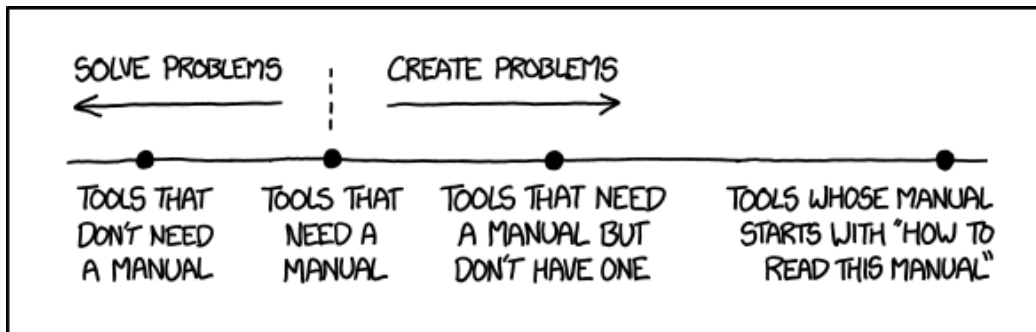 SOLVE PROBLEMS
CREATE PROBLEMS
TOOLS THAT
DON'T NEED
A MANUAL
TOOLS THAT
NEED A
MANUAL
TOOLS THAT NEED
A MANUAL BUT
DON'T HAVE ONE
TOOLS WHOSE MANUAL
STARTS WITH "HOW TO
READ THIS MANUAL"